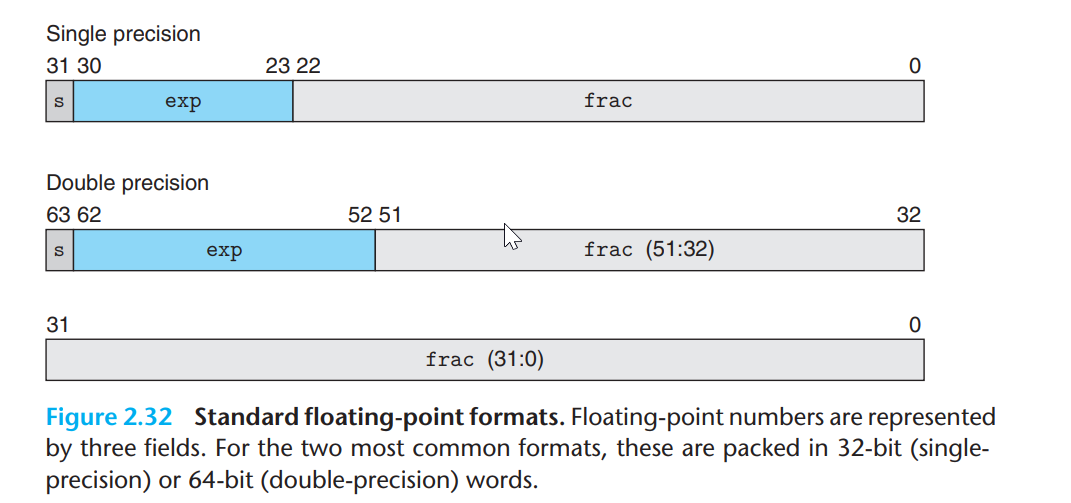 Single precision
31 30 23 22 0
s exp frac
Double precision
63 62 52 51 32
s exp frac (51:32)
31 0
frac (31:0)
Figure 2.32 Standard floating-point formats. Floating-point numbers are represented
by three fields. For the two most common formats, these are packed in 32-bit (single-
precision) or 64-bit (double-precision) words.